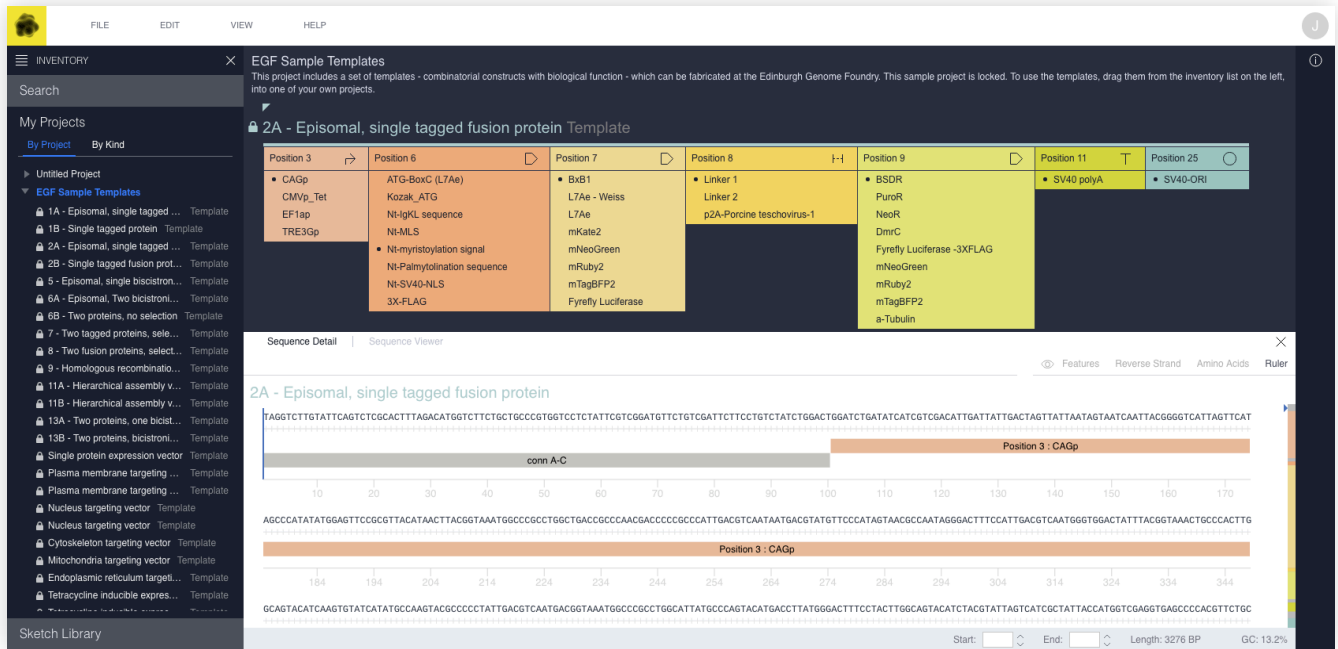 FILE EDIT VIEW HELP
J
INVENTORY
Search
My Projects
By Project By Kind
Untitled Project
EGF Sample Templates
1A - Episomal, single tagged ... Template
1B - Single tagged protein Template
2A - Episomal, single tagged ... Template
2B - Single tagged fusion prot... Template
5 - Episomal, single biscistron... Template
6A - Episomal, Two bicistroni... Template
6B - Two proteins, no selection Template
7 - Two tagged proteins, sele... Template
8 - Two fusion proteins, select... Template
9 - Homologous recombinatio... Template
11A - Hierarchical assembly v... Template
11B - Hierarchical assembly v... Template
13A - Two proteins, one bicist... Template
13B - Two proteins, bicistroni... Template
Single protein expression vector Template
Plasma membrane targeting ... Template
Plasma membrane targeting ... Template
Nucleus targeting vector Template
Nucleus targeting vector Template
Cytoskeleton targeting vector Template
Mitochondria targeting vector Template
Endoplasmic reticulum targeti... Template
Tetracycline inducible expres... Template
Sketch Library
EGF Sample Templates
This project includes a set of templates - combinatorial constructs with biological function - which can be fabricated at the Edinburgh Genome Foundry. This sample project is locked. To use the templates, drag them from the inventory list on the left,
into one of your own projects.
2A - Episomal, single tagged fusion protein Template
Position 3
CAGp
CMVp_Tet
EF1ap
TRE3Gp
Position 6
ATG-BoxC (L7Ae)
Kozak_ATG
Nt-IgKL sequence
Nt-MLS
Nt-myristoylation signal
Nt-Palmytolination sequence
Nt-SV40-NLS
3X-FLAG
Position 7
BxB1
L7Ae - Weiss
L7Ae
mKate2
mNeoGreen
mRuby2
mTagBFP2
Fyrefly Luciferase
Position 8
Linker 1
Linker 2
p2A-Porcine teschovirus-1
Position 9
BSDR
PuroR
NeoR
DmrC
Fyrefly Luciferase -3XFLAG
mNeoGreen
mRuby2
mTagBFP2
a-Tubulin
Position 11
SV40 polyA
Position 25
SV40-ORI
Sequence Detail Sequence Viewer
Features Reverse Strand Amino Acids Ruler
2A - Episomal, single tagged fusion protein
Position 3 : CAGp
conn A-C
10 20 30 40 50 60 70 80 90 100 110 120 130 140 150 160 170
Position 3 : CAGp
184 194 204 214 224 234 244 254 264 274 284 294 304 314 324 334 344
Start: End: Length: 3276 BP GC: 13.2%